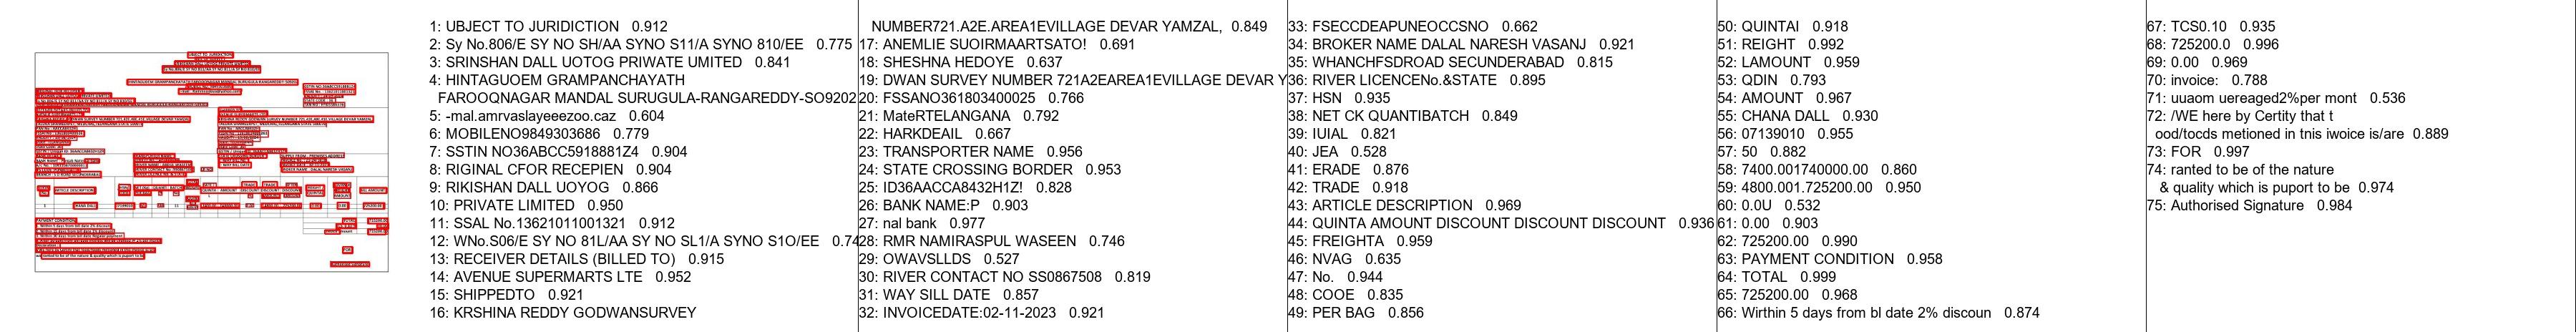 1: UBJECT TO JURIDICTION 0.912
2: Sy No.806/E SY NO SH/AA SYNO S11/A SYNO 810/EE 0.775
3: SRINSHAN DALL UOTOG PRIVATE UMITED 0.841
4: HINTAGUOEM GRAMPANCHAYATH
FAROOQNAGAR MANDAL SURUGULA-RANGAREDDY-SO9202
5: -mal.amrvaslayeeezoo.caz 0.604
6: MOBILENO9849303686 0.779
7: SSTIN NO36ABCC5918881Z4 0.904
8: RIGINAL CFOR RECEPIEN 0.904
9: RIKISHAN DALL UOYOG 0.866
10: PRIVATE LIMITED 0.950
11: SSAL No.13621011001321 0.912
12: WNo.S06/E SY NO 81L/AA SY NO SL1/A SYNO S1O/EE 0.74
13: RECEIVER DETAILS (BILLED TO) 0.915
14: AVENUE SUPERMARTS LTE 0.952
15: SHIPPEDTO 0.921
16: KRSHINA REDDY GODWANSURVEY
NUMBER721.A2E.AREA1EVILLAGE DEVAR YAMZAL, 0.849
17: ANEMLIE SUOIRMAARTSATO! 0.691
18: SHESHNA HEDOYE 0.637
19: DWAN SURVEY NUMBER 721A2EAREA1EVILLAGE DEVAR Y
20: FSSANO361803400025 0.766
21: MateRTELANGANA 0.792
22: HARKDEAIL 0.667
23: TRANSPORTER NAME 0.956
24: STATE CROSSING BORDER 0.953
25: ID36AACCA8432H1Z! 0.828
26: BANK NAME:P 0.903
27: nal bank 0.977
28: RMR NAMIRASPUL WASEEN 0.746
29: OWAVSLLDS 0.527
30: RIVER CONTACT NO SS0867508 0.819
31: WAY SILL DATE 0.857
32: INVOICEDATE:02-11-2023 0.921
33: FSECCDEAPUNEOCCSNO 0.662
34: BROKER NAME DALAL NARESH VASANJ 0.921
35: WHANCHFSDROAD SECUNDERABAD 0.815
36: RIVER LICENCENo.&STATE 0.895
37: HSN 0.935
38: NET CK QUANTIBATCH 0.849
39: IUIAL 0.821
40: JEA 0.528
41: ERADE 0.876
42: TRADE 0.918
43: ARTICLE DESCRIPTION 0.969
44: QUINTA AMOUNT DISCOUNT DISCOUNT DISCOUNT 0.936
45: FREIGHTA 0.959
46: NVAG 0.635
47: No. 0.944
48: COOE 0.835
49: PER BAG 0.856
50: QUINTAI 0.918
51: REIGHT 0.992
52: LAMOUNT 0.959
53: QDIN 0.793
54: AMOUNT 0.967
55: CHANA DALL 0.930
56: 07139010 0.955
57: 50 0.882
58: 7400.001740000.00 0.860
59: 4800.001.725200.00 0.950
60: 0.0U 0.532
61: 0.00 0.903
62: 725200.00 0.990
63: PAYMENT CONDITION 0.958
64: TOTAL 0.999
65: 725200.00 0.968
66: Wirthin 5 days from bl date 2% discoun 0.874
67: TCS0.10 0.935
68: 725200.0 0.996
69: 0.00 0.969
70: invoice: 0.788
71: uuaom uereaged2%per mont 0.536
72: /WE here by Certity that t
ood/tocds metioned in tnis iwoice is/are 0.889
73: FOR 0.997
74: ranted to be of the nature
& quality which is puport to be 0.974
75: Authorised Signature 0.984